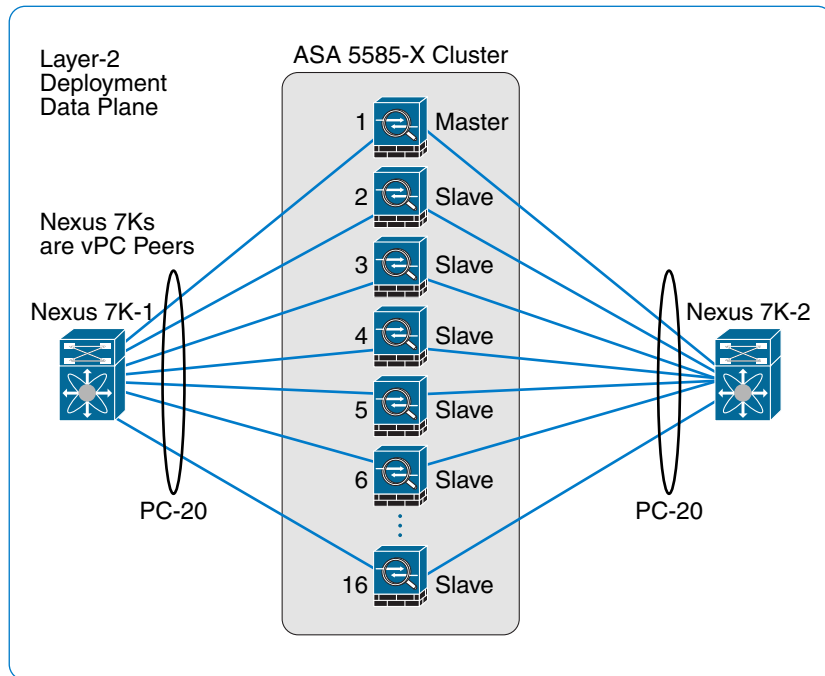 Layer-2
Deployment
Data Plane
ASA 5585-X Cluster
1 Master
2 Slave
Nexus 7Ks
are vPC Peers
3 Slave
Nexus 7K-1
Nexus 7K-2
4 Slave
5 Slave
6 Slave
PC-20
PC-20
16 Slave